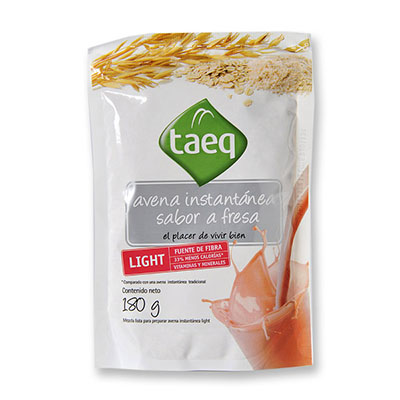 taeq
avena instantánea
sabor a fresa
el placer de vivir bien
LIGHT
FUENTE DE FIBRA
33% MENOS CALORÍAS*
VITAMINAS Y MINERALES
*Comparado con una avena instantánea tradicional
Contenido neto
180 g
Mezcla lista para preparar avena instantánea light